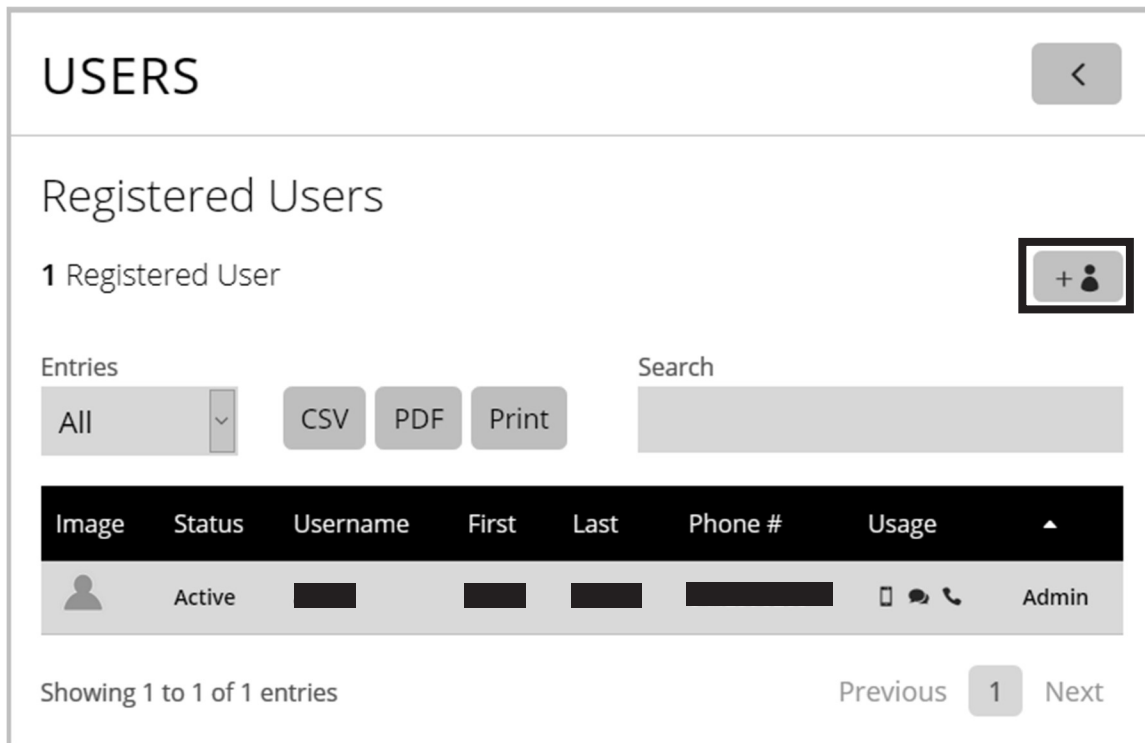 USERS
Registered Users
1 Registered User
+
Entries
Search
All
CSV PDF Print
Image Status Username First Last Phone # Usage
Active Admin
Showing 1 to 1 of 1 entries
Previous 1 Next